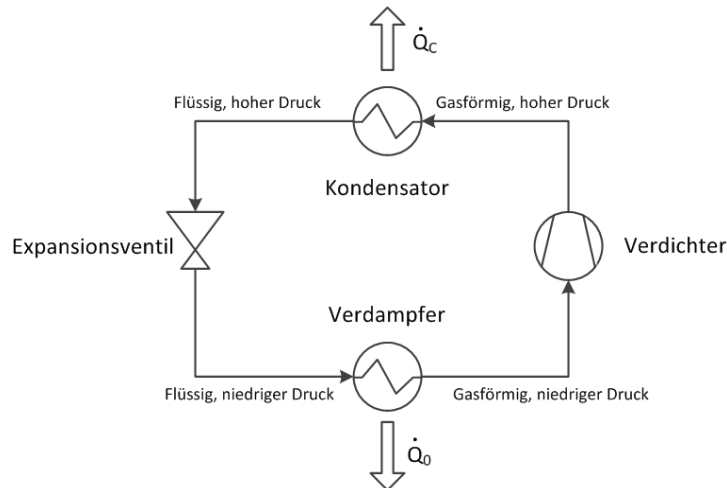 Q̇C
Flüssig, hoher Druck
Gasförmig, hoher Druck
Kondensator
Expansionsventil
Verdichter
Verdampfer
Flüssig, niedriger Druck
Gasförmig, niedriger Druck
Q̇0